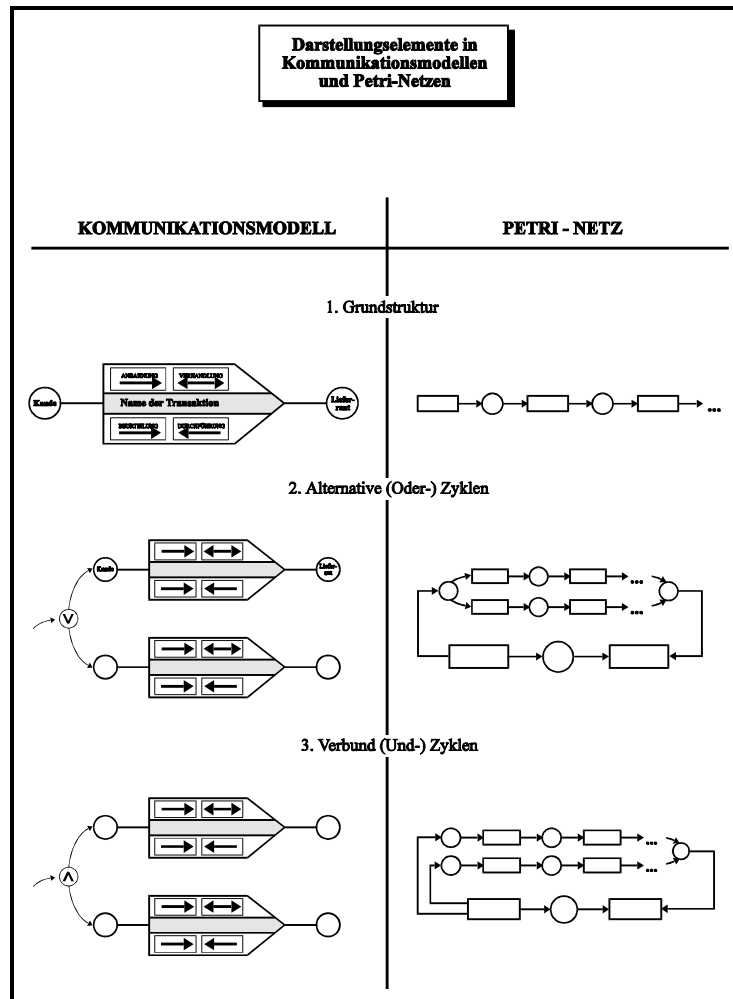 Darstellungselemente in
Kommunikationsmodellen
und Petri-Netzen
KOMMUNIKATIONSMODELL
PETRI - NETZ
1. Grundstruktur
ANBAHNUNG
VERHANDLUNG
Kunde
Name der Transaktion
Liefer-
rant
BEURTEILUNG
DURCHFÜHRUNG
...
2. Alternative (Oder-) Zyklen
Kunde
Liefer-
ant
V
...
...
3. Verbund (Und-) Zyklen
Λ
...
...